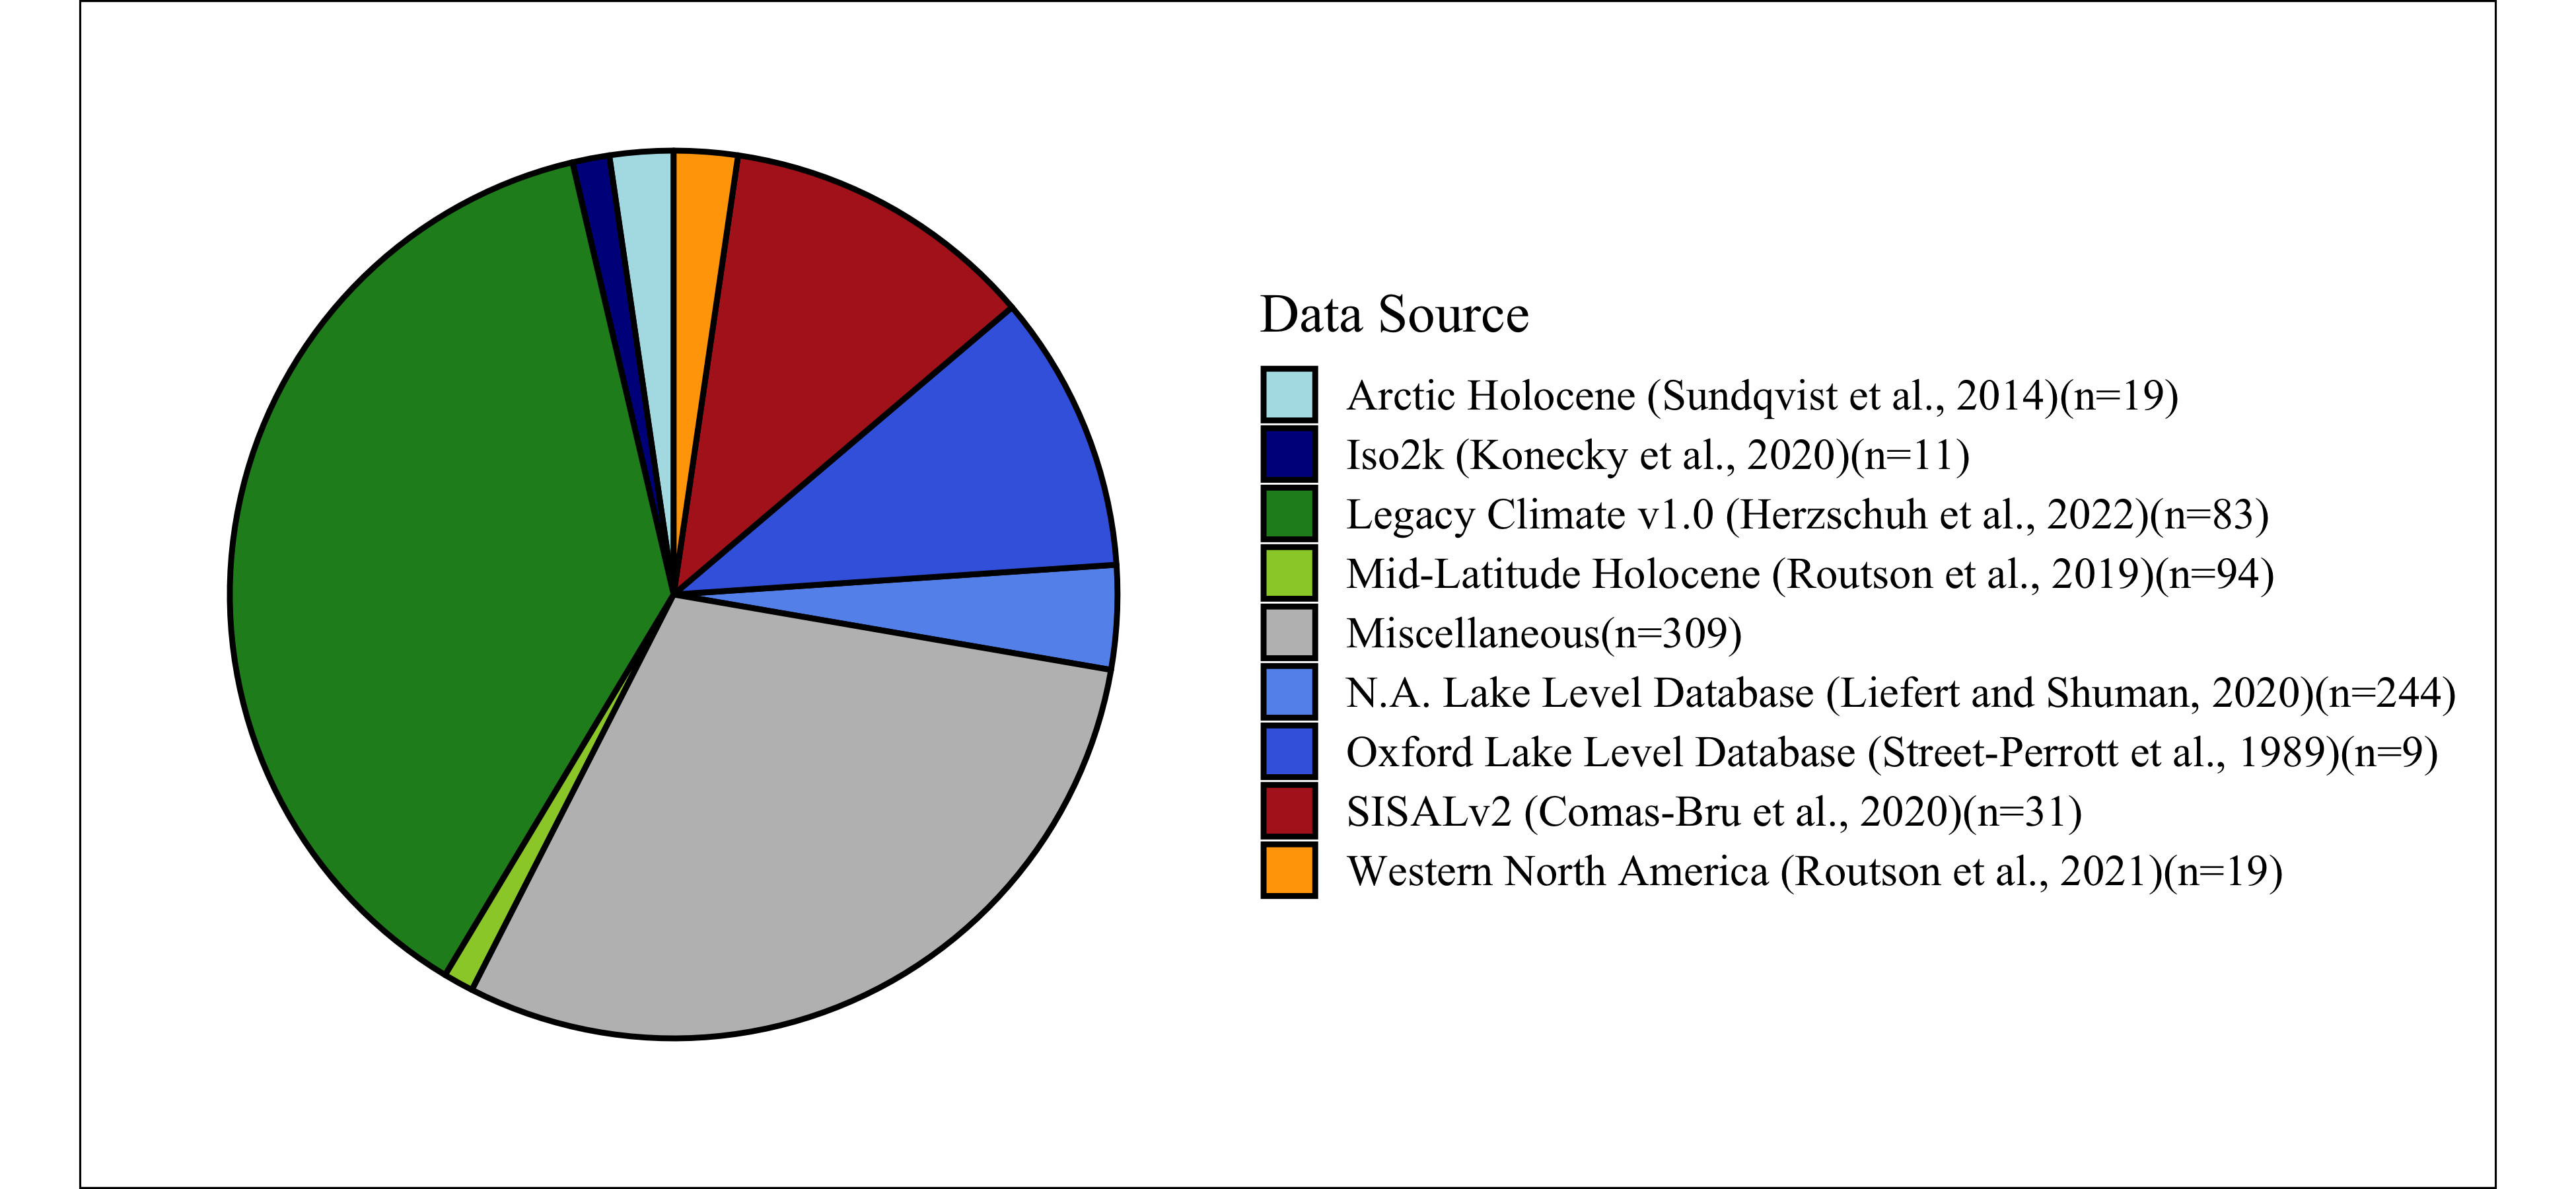 Data Source
Arctic Holocene (Sundqvist et al., 2014)(n=19)
Iso2k (Konecky et al., 2020)(n=11)
Legacy Climate v1.0 (Herzschuh et al., 2022)(n=83)
Mid-Latitude Holocene (Routson et al., 2019)(n=94)
Miscellaneous(n=309)
N.A. Lake Level Database (Liefert and Shuman, 2020)(n=244)
Oxford Lake Level Database (Street-Perrott et al., 1989)(n=9)
SISALv2 (Comas-Bru et al., 2020)(n=31)
Western North America (Routson et al., 2021)(n=19)